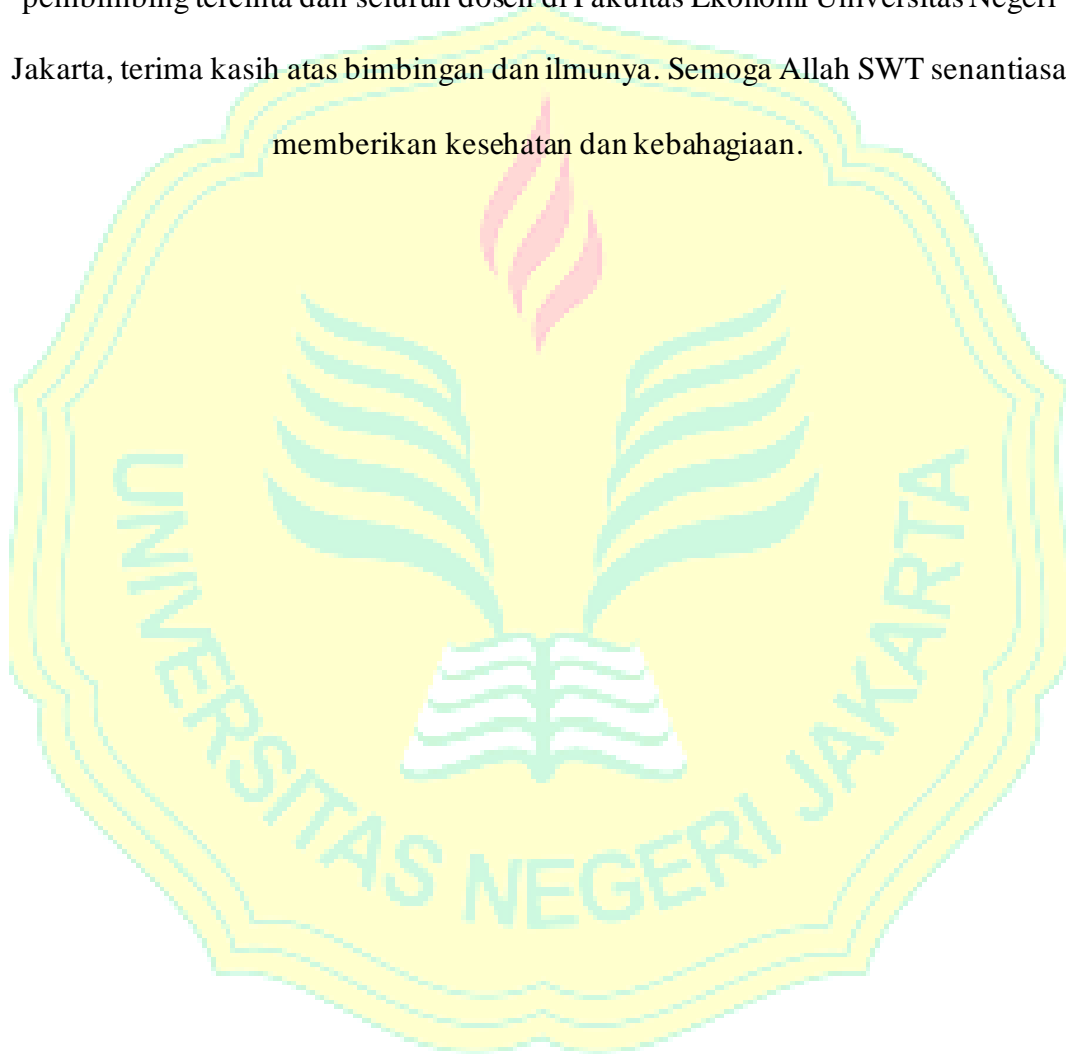 pembimbing tercinta dan seluruh dosen di Fakultas Ekonomi Universitas Negeri
Jakarta, terima kasih atas bimbingan dan ilmunya. Semoga Allah SWT senantiasa
memberikan kesehatan dan kebahagiaan.
UNIVERSITAS NEGERI JAKARTA